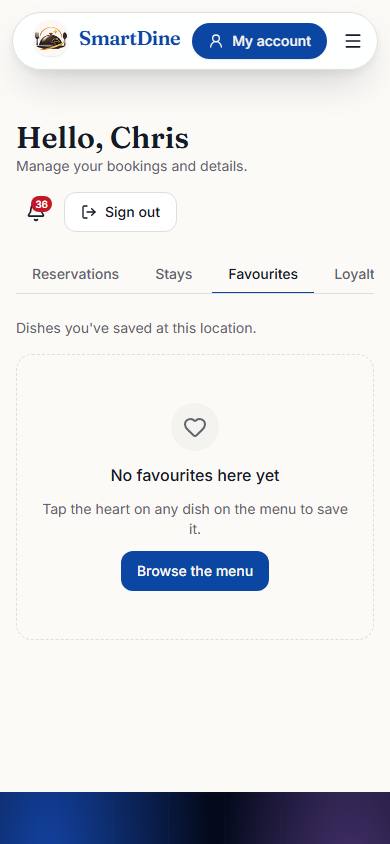 SmartDine
My account
Hello, Chris
Manage your bookings and details.
36
Sign out
Reservations
Stays
Favourites
Loyalt
Dishes you've saved at this location.
No favourites here yet
Tap the heart on any dish on the menu to save
it.
Browse the menu